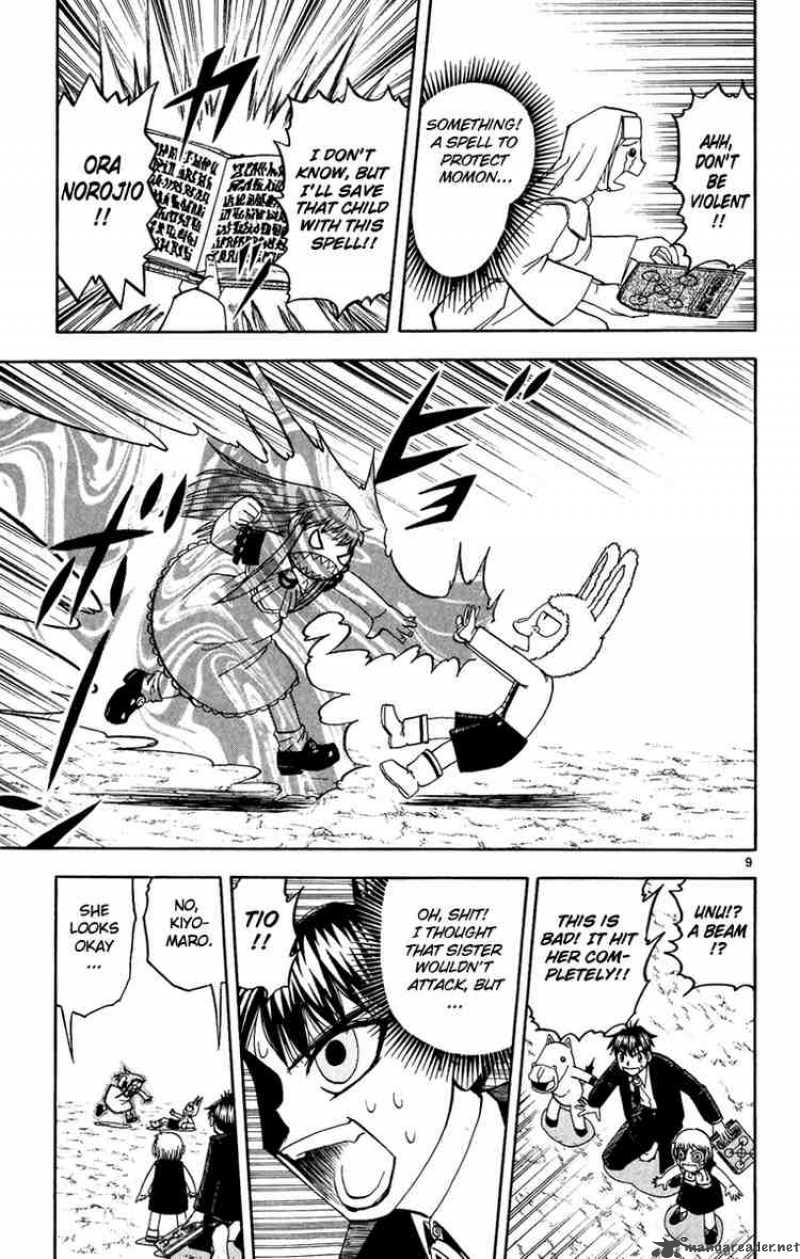 AHH,
DON'T
BE
VIOLENT
!!
SOMETHING!
A SPELL TO
PROTECT
MOMON...
I DON'T
KNOW, BUT
I'LL SAVE
THAT CHILD
WITH THIS
SPELL!!
ORA
NOROJIO
!!
9
UNU!?
A BEAM
!?
THIS IS
BAD! IT HIT
HER COM-
PLETELY!!
OH, SHIT!
I THOUGHT
THAT SISTER
WOULDN'T
ATTACK, BUT
...
TIO
!!
NO,
KIYO-
MARO.
SHE
LOOKS
OKAY
...
mangareader.net